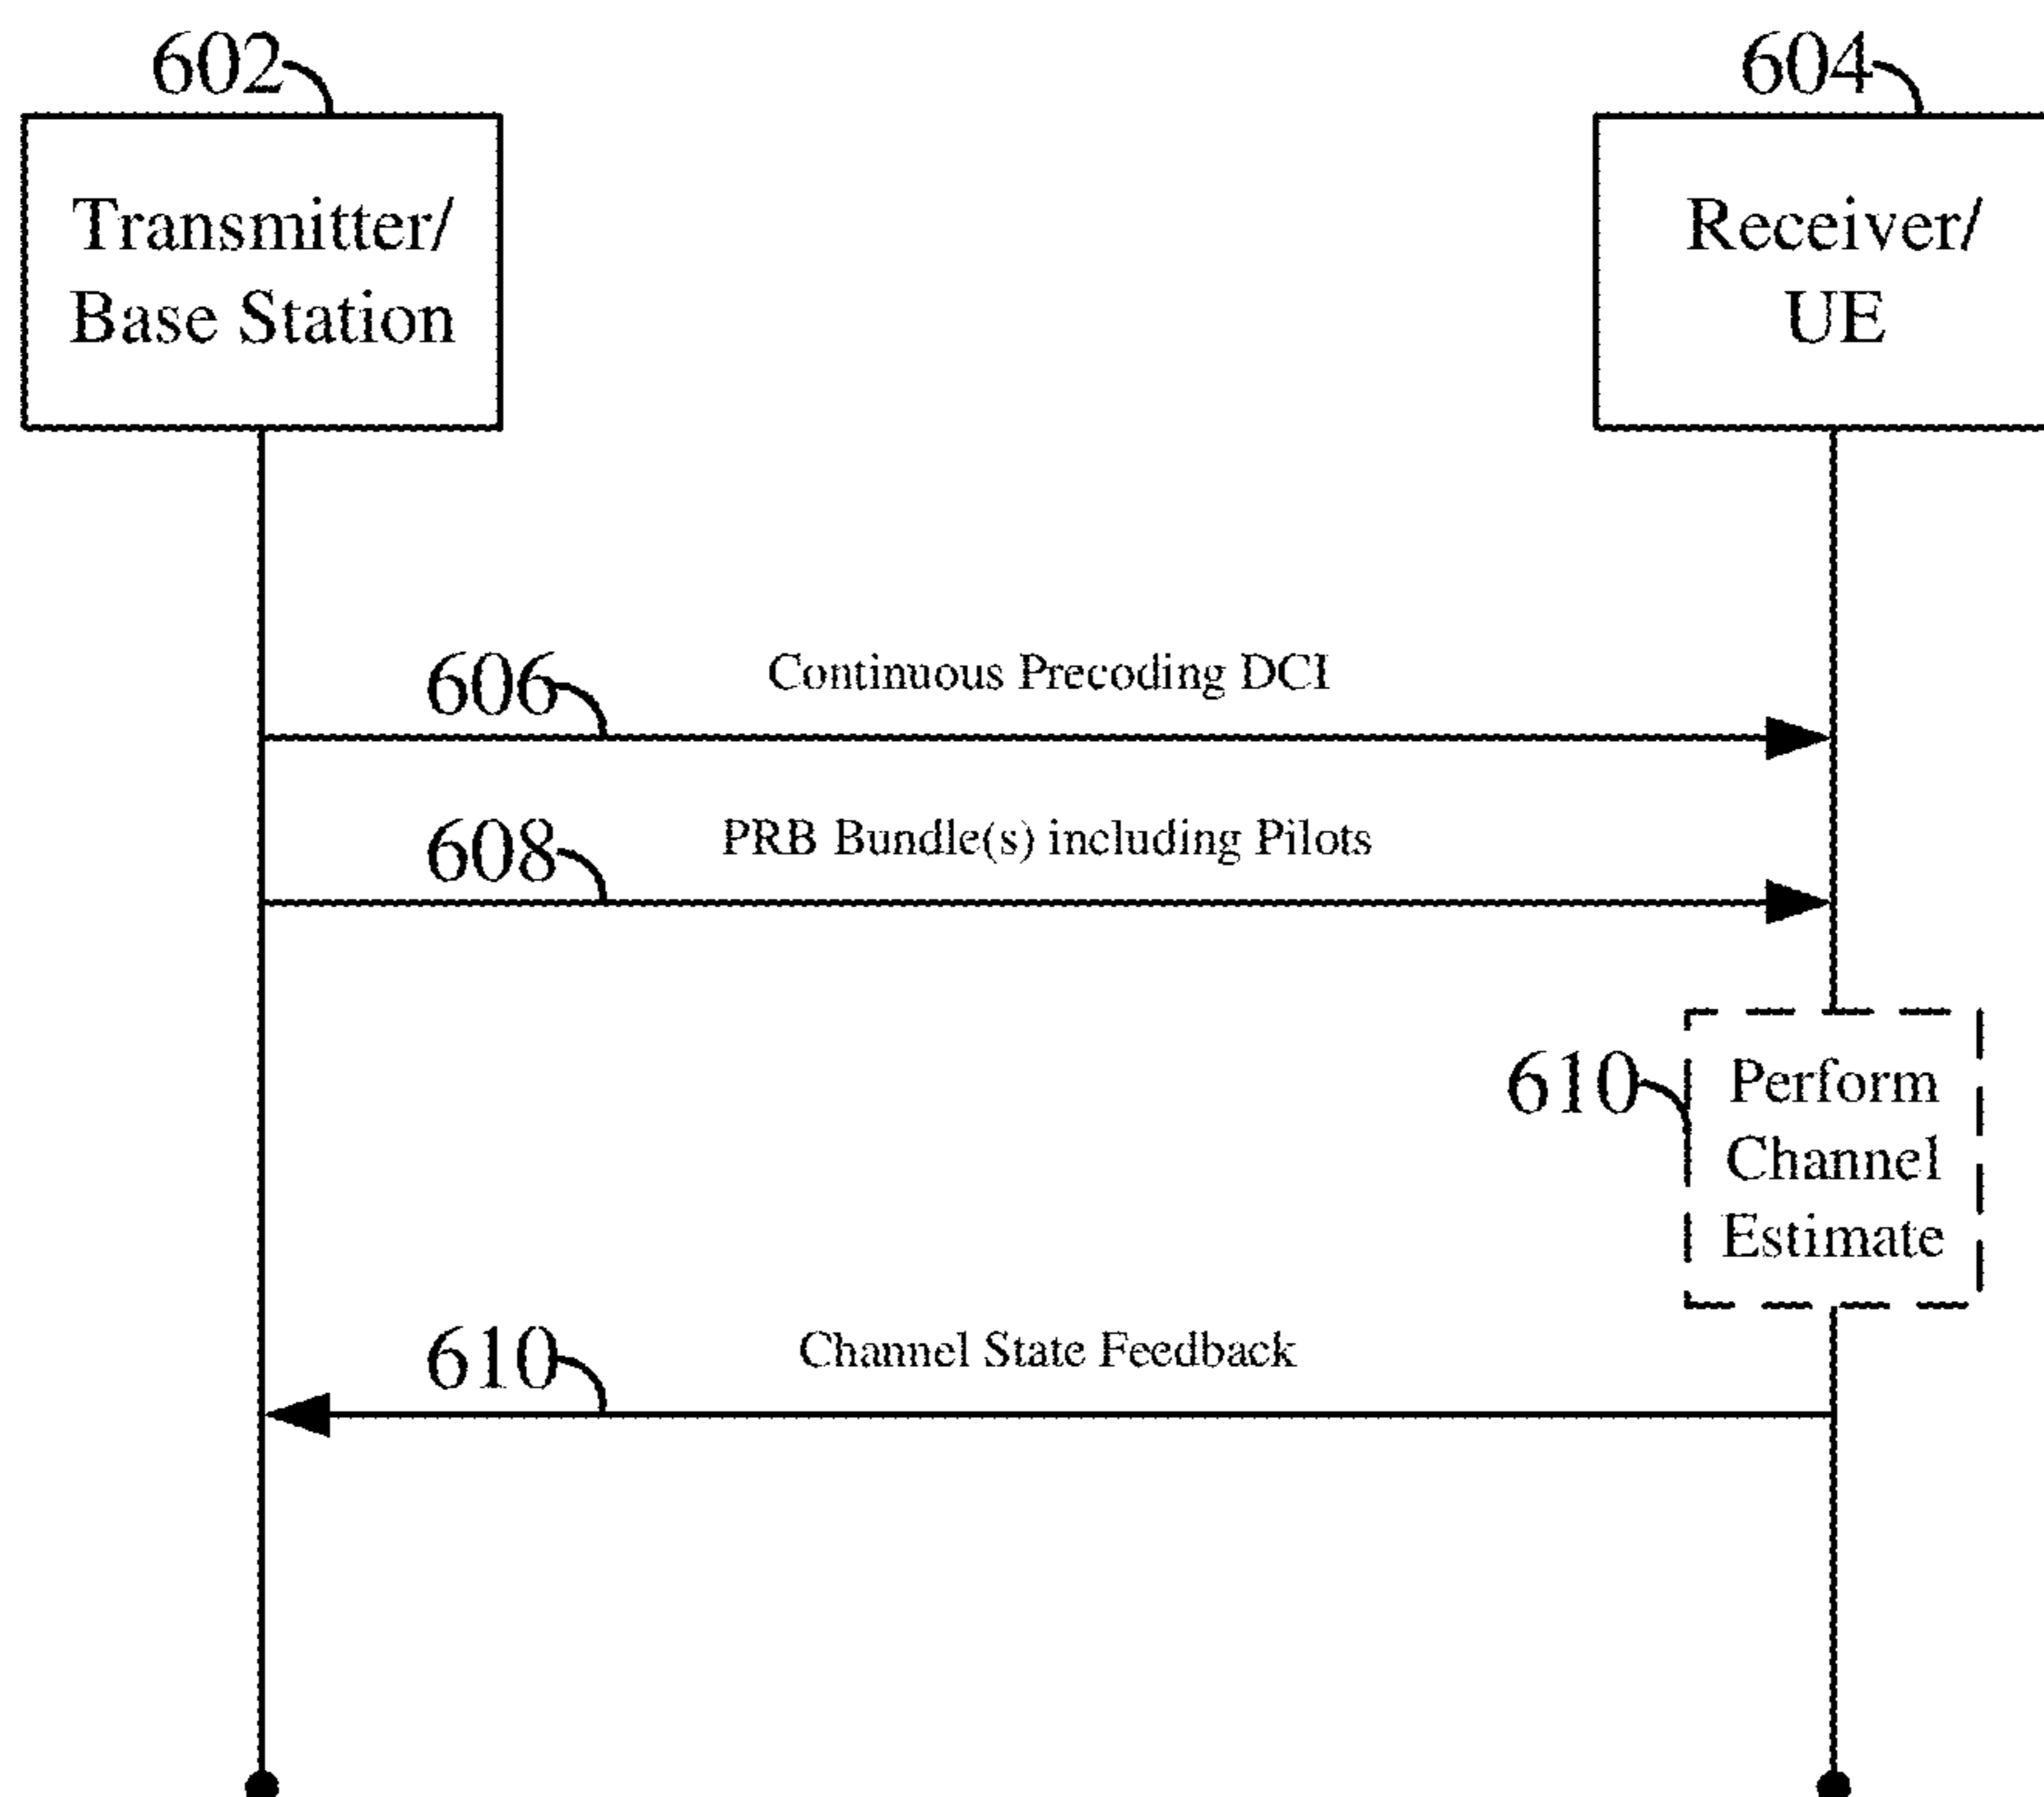 602
604
Transmitter/
Base Station
Receiver/
UE
606
Continuous Precoding DCI
608
PRB Bundle(s) including Pilots
610
Perform
Channel
Estimate
610
Channel State Feedback